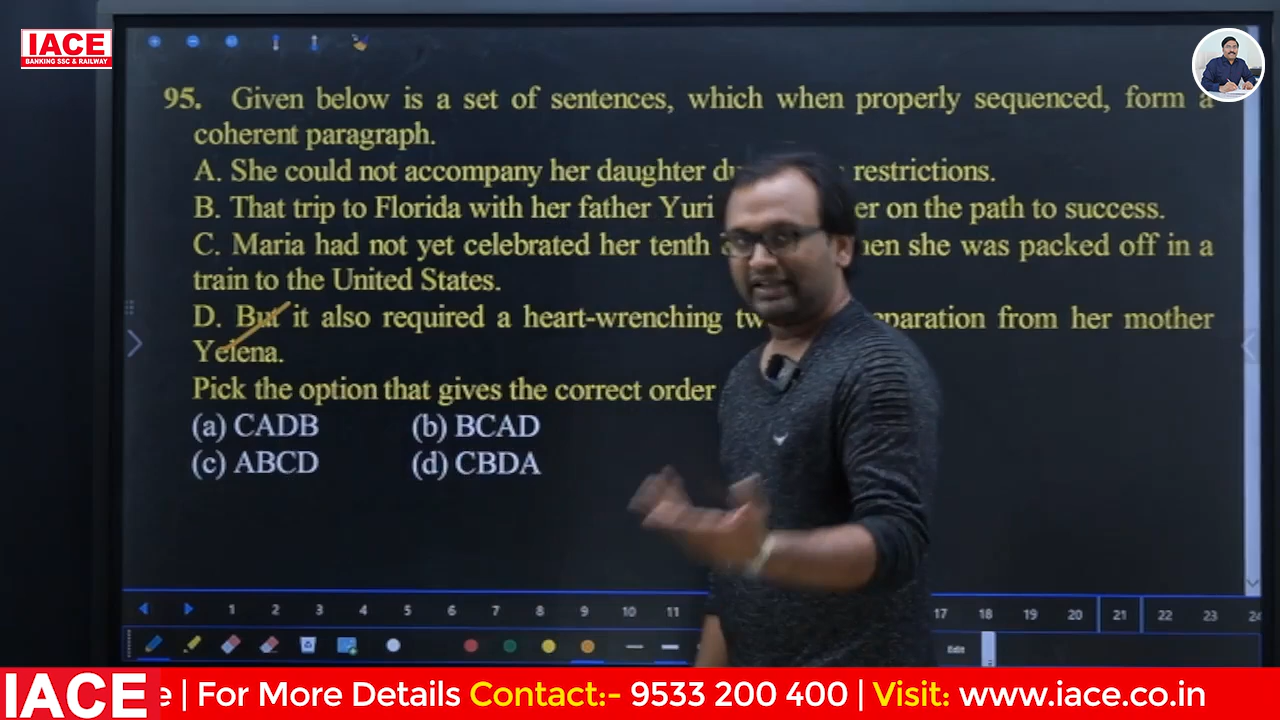 IACE
BANKING SSC & RAILWAY
95. Given below is a set of sentences, which when properly sequenced, form a
coherent paragraph.
A. She could not accompany her daughter restrictions.
B. That trip to Florida with her father Yuri on the path to success.
C. Maria had not yet celebrated her tenth she was packed off in a
train to the United States.
D. But it also required a heart-wrenching from her mother
Yelena.
Pick the option that gives the correct order
(a) CADB (b) BCAD
(c) ABCD (d) CBDA
1 2 3 4 5 6 7 8 9 10 11 17 18 19 20 21 22 23
Edit
IACE e | For More Details Contact:- 9533 200 400 | Visit: www.iace.co.in